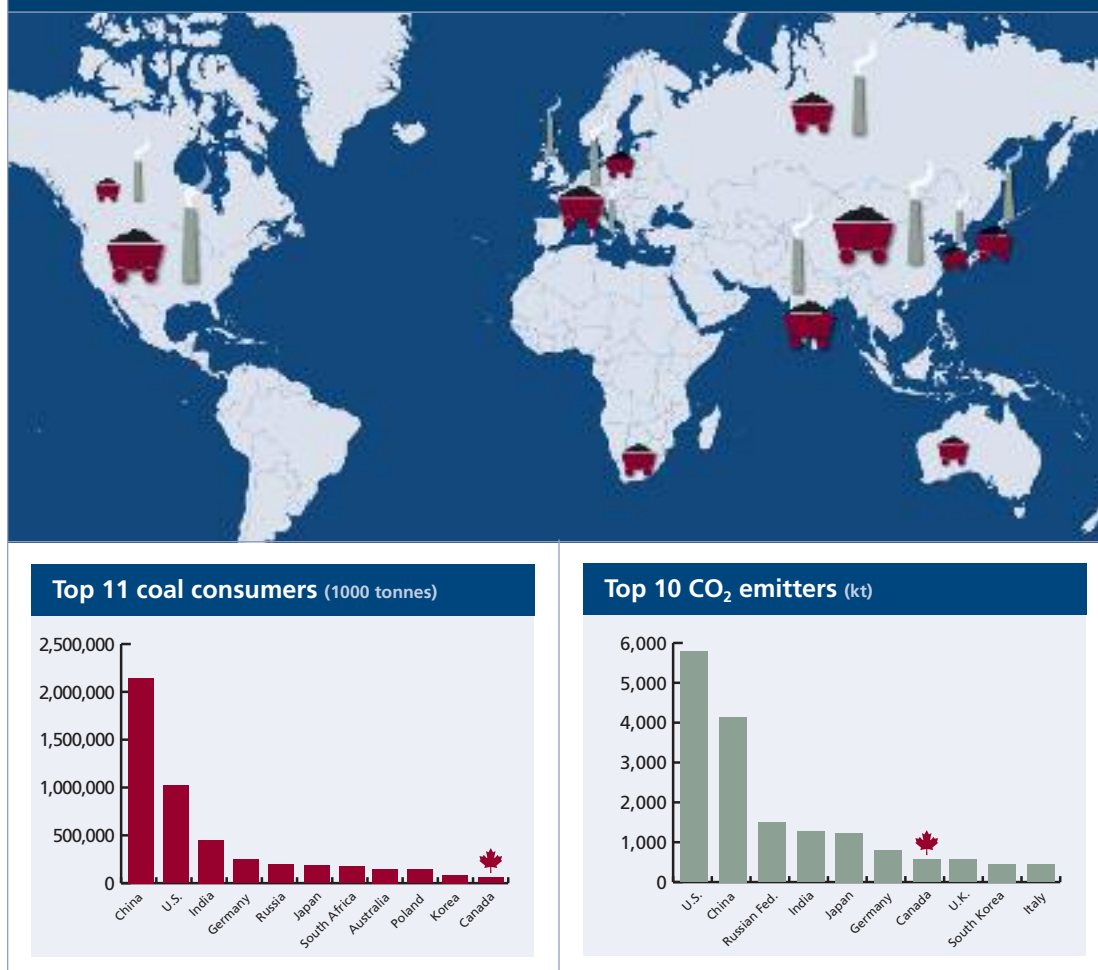 Top 11 coal consumers (1000 tonnes)
2,500,000
2,000,000
1,500,000
1,000,000
500,000
0
China
U.S.
India
Germany
Russia
Japan
South Africa
Australia
Poland
Korea
Canada
Top 10 CO₂ emitters (kt)
6,000
5,000
4,000
3,000
2,000
1,000
0
U.S.
China
Russian Fed.
India
Japan
Germany
Canada
U.K.
South Korea
Italy